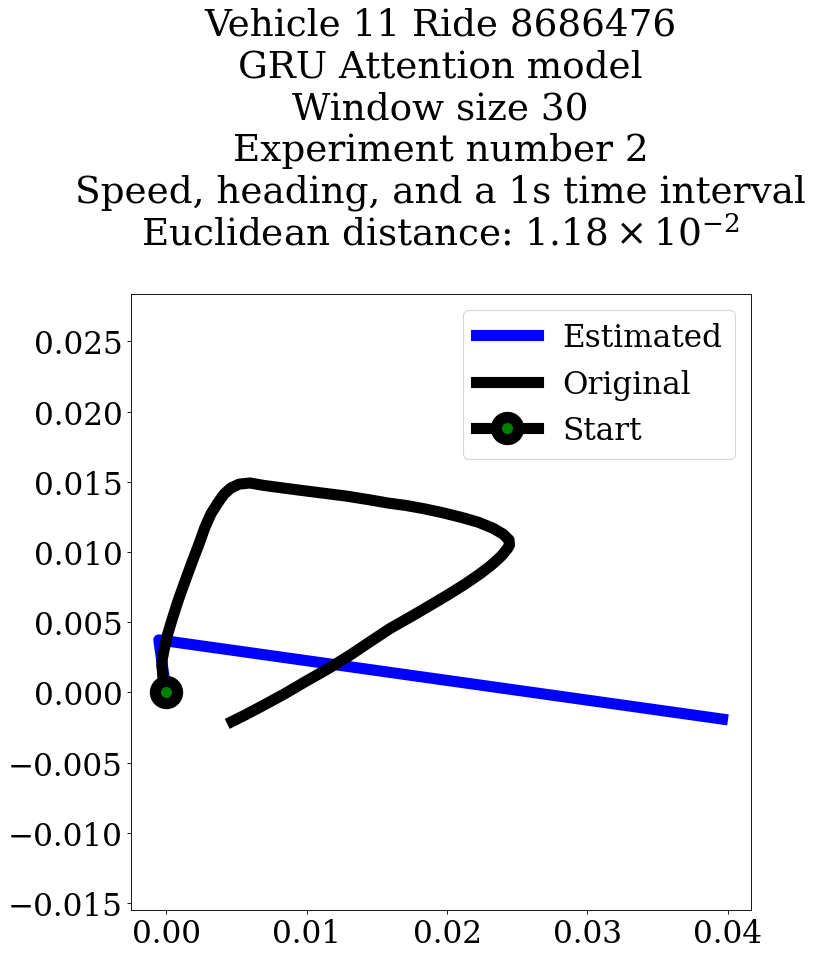 Vehicle 11 Ride 8686476
GRU Attention model
Window size 30
Experiment number 2
Speed, heading, and a 1s time interval
Euclidean distance: 1.18 × 10⁻²
Estimated
Original
Start
0.025
0.020
0.015
0.010
0.005
0.000
−0.005
−0.010
−0.015
0.00 0.01 0.02 0.03 0.04